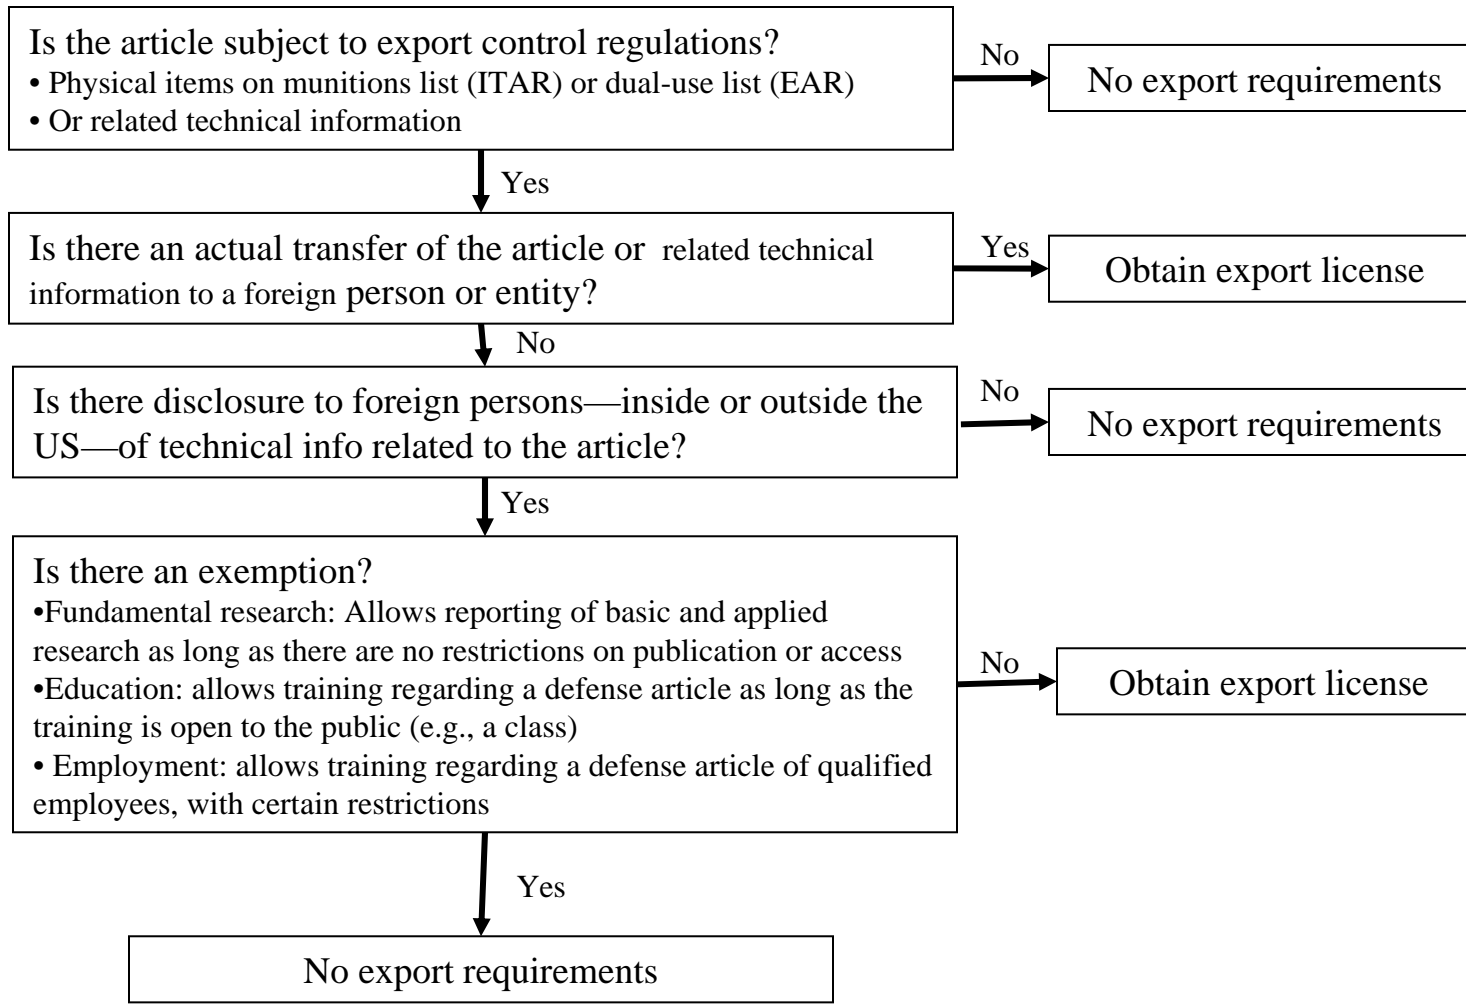 Is the article subject to export control regulations?
• Physical items on munitions list (ITAR) or dual-use list (EAR)
• Or related technical information
No
No export requirements
Yes
Is there an actual transfer of the article or related technical
information to a foreign person or entity?
Yes
Obtain export license
No
Is there disclosure to foreign persons—inside or outside the
US—of technical info related to the article?
No
No export requirements
Yes
Is there an exemption?
•Fundamental research: Allows reporting of basic and applied
research as long as there are no restrictions on publication or access
•Education: allows training regarding a defense article as long as the
training is open to the public (e.g., a class)
• Employment: allows training regarding a defense article of qualified
employees, with certain restrictions
No
Obtain export license
Yes
No export requirements